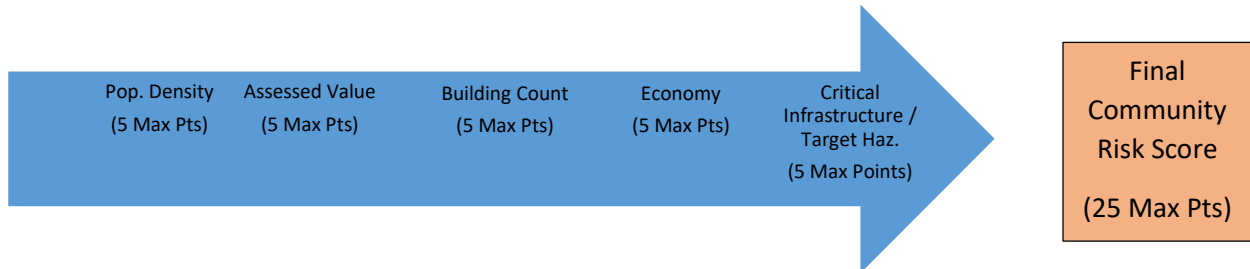 Pop. Density
(5 Max Pts)
Assessed Value
(5 Max Pts)
Building Count
(5 Max Pts)
Economy
(5 Max Pts)
Critical
Infrastructure /
Target Haz.
(5 Max Points)
Final
Community
Risk Score
(25 Max Pts)